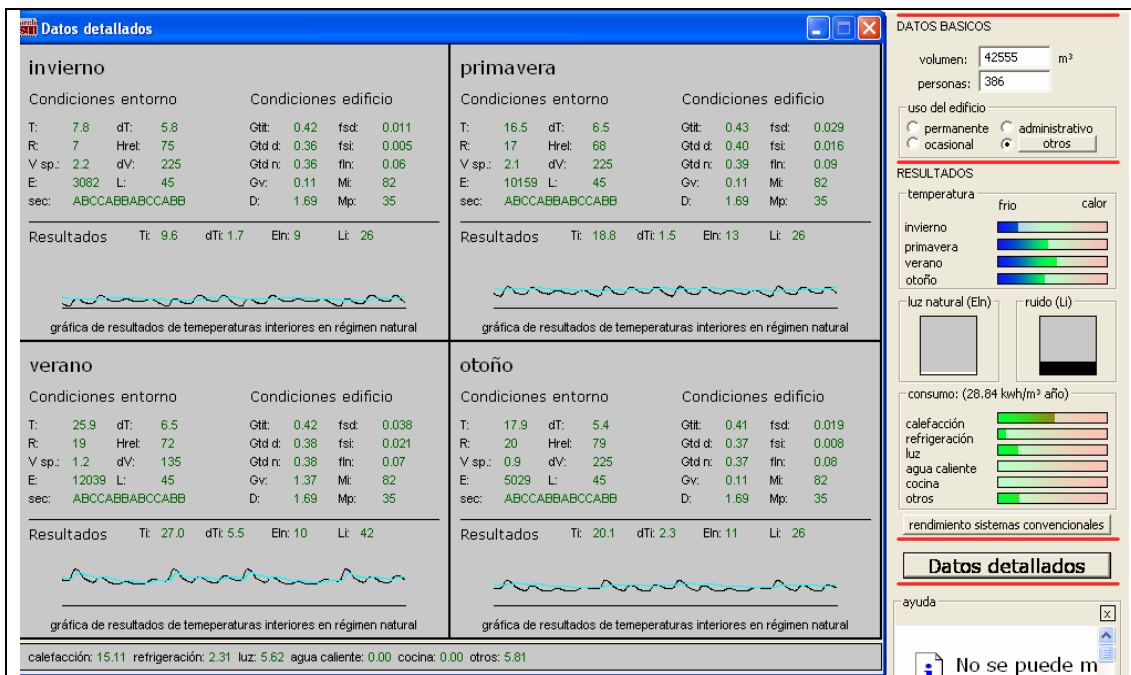 archi
sun
Datos detallados
invierno
Condiciones entorno Condiciones edificio
T: 7.8 dT: 5.8 Gtit: 0.42 fsd: 0.011
R: 7 Hrel: 75 Gtd d: 0.36 fsi: 0.005
V sp.: 2.2 dV: 225 Gtd n: 0.36 fln: 0.06
E: 3082 L: 45 Gv: 0.11 Mi: 82
sec: ABCCABBABCCABB D: 1.69 Mp: 35
Resultados Ti: 9.6 dTi: 1.7 Eln: 9 Li: 26
gráfica de resultados de temeperaturas interiores en régimen natural
primavera
Condiciones entorno Condiciones edificio
T: 16.5 dT: 6.5 Gtit: 0.43 fsd: 0.029
R: 17 Hrel: 68 Gtd d: 0.40 fsi: 0.016
V sp.: 2.1 dV: 225 Gtd n: 0.39 fln: 0.09
E: 10159 L: 45 Gv: 0.11 Mi: 82
sec: ABCCABBABCCABB D: 1.69 Mp: 35
Resultados Ti: 18.8 dTi: 1.5 Eln: 13 Li: 26
gráfica de resultados de temeperaturas interiores en régimen natural
verano
Condiciones entorno Condiciones edificio
T: 25.9 dT: 6.5 Gtit: 0.42 fsd: 0.038
R: 19 Hrel: 72 Gtd d: 0.38 fsi: 0.021
V sp.: 1.2 dV: 135 Gtd n: 0.38 fln: 0.07
E: 12039 L: 45 Gv: 1.37 Mi: 82
sec: ABCCABBABCCABB D: 1.69 Mp: 35
Resultados Ti: 27.0 dTi: 5.5 Eln: 10 Li: 42
gráfica de resultados de temeperaturas interiores en régimen natural
otoño
Condiciones entorno Condiciones edificio
T: 17.9 dT: 5.4 Gtit: 0.41 fsd: 0.019
R: 20 Hrel: 79 Gtd d: 0.37 fsi: 0.008
V sp.: 0.9 dV: 225 Gtd n: 0.37 fln: 0.08
E: 5029 L: 45 Gv: 0.11 Mi: 82
sec: ABCCABBABCCABB D: 1.69 Mp: 35
Resultados Ti: 20.1 dTi: 2.3 Eln: 11 Li: 26
gráfica de resultados de temeperaturas interiores en régimen natural
calefacción: 15.11 refrigeración: 2.31 luz: 5.62 agua caliente: 0.00 cocina: 0.00 otros: 5.81
DATOS BASICOS
volumen: 42555 m³
personas: 386
uso del edificio
permanente administrativo
ocasional otros
RESULTADOS
temperatura
frio calor
invierno
primavera
verano
otoño
luz natural (Eln) ruido (Li)
consumo: (28.84 kwh/m³ año)
calefacción
refrigeración
luz
agua caliente
cocina
otros
rendimiento sistemas convencionales
Datos detallados
ayuda
x
No se puede m